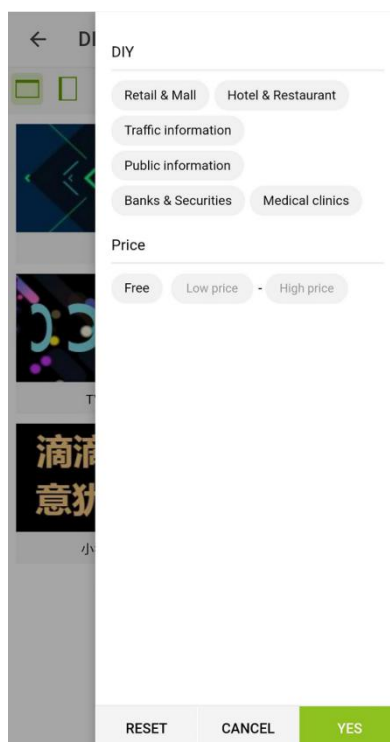 DIY
Retail & Mall Hotel & Restaurant
Traffic information
Public information
Banks & Securities Medical clinics
Price
Free Low price - High price
滴滴
意犹
小
RESET CANCEL YES